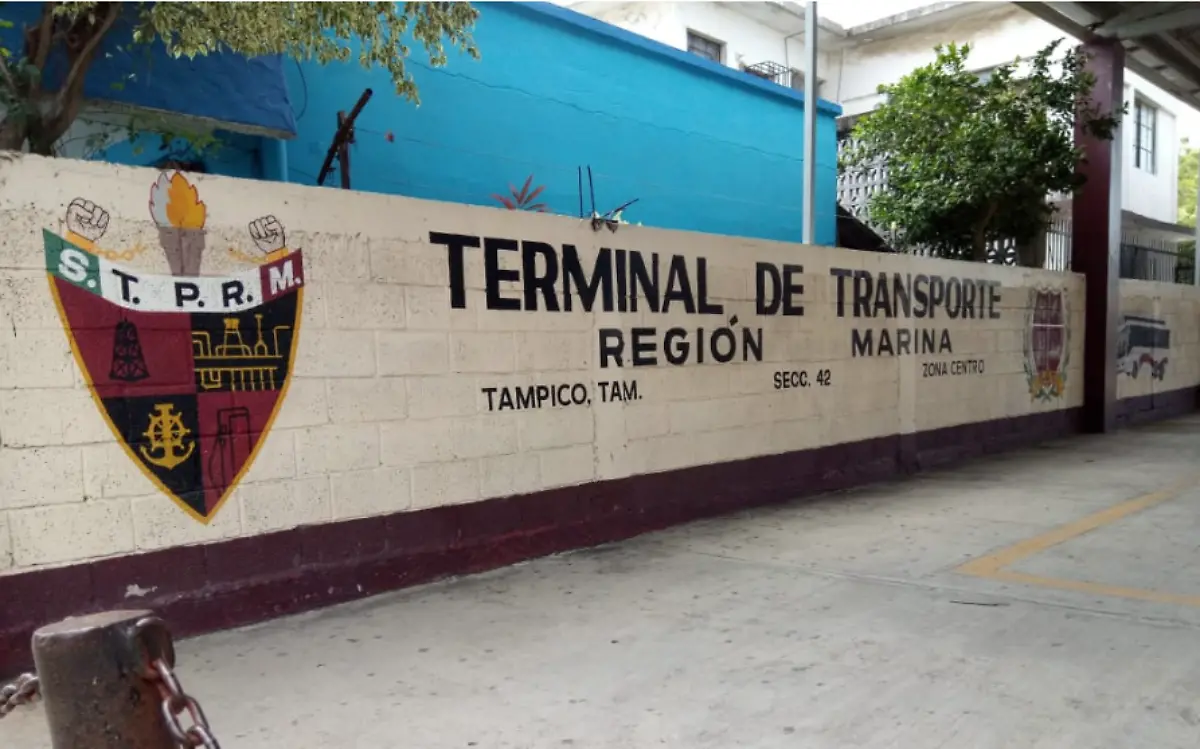 S. T. P. R. M.
TERMINAL DE TRANSPORTE
REGIÓN MARINA
TAMPICO, TAM. SECC. 42 ZONA CENTRO